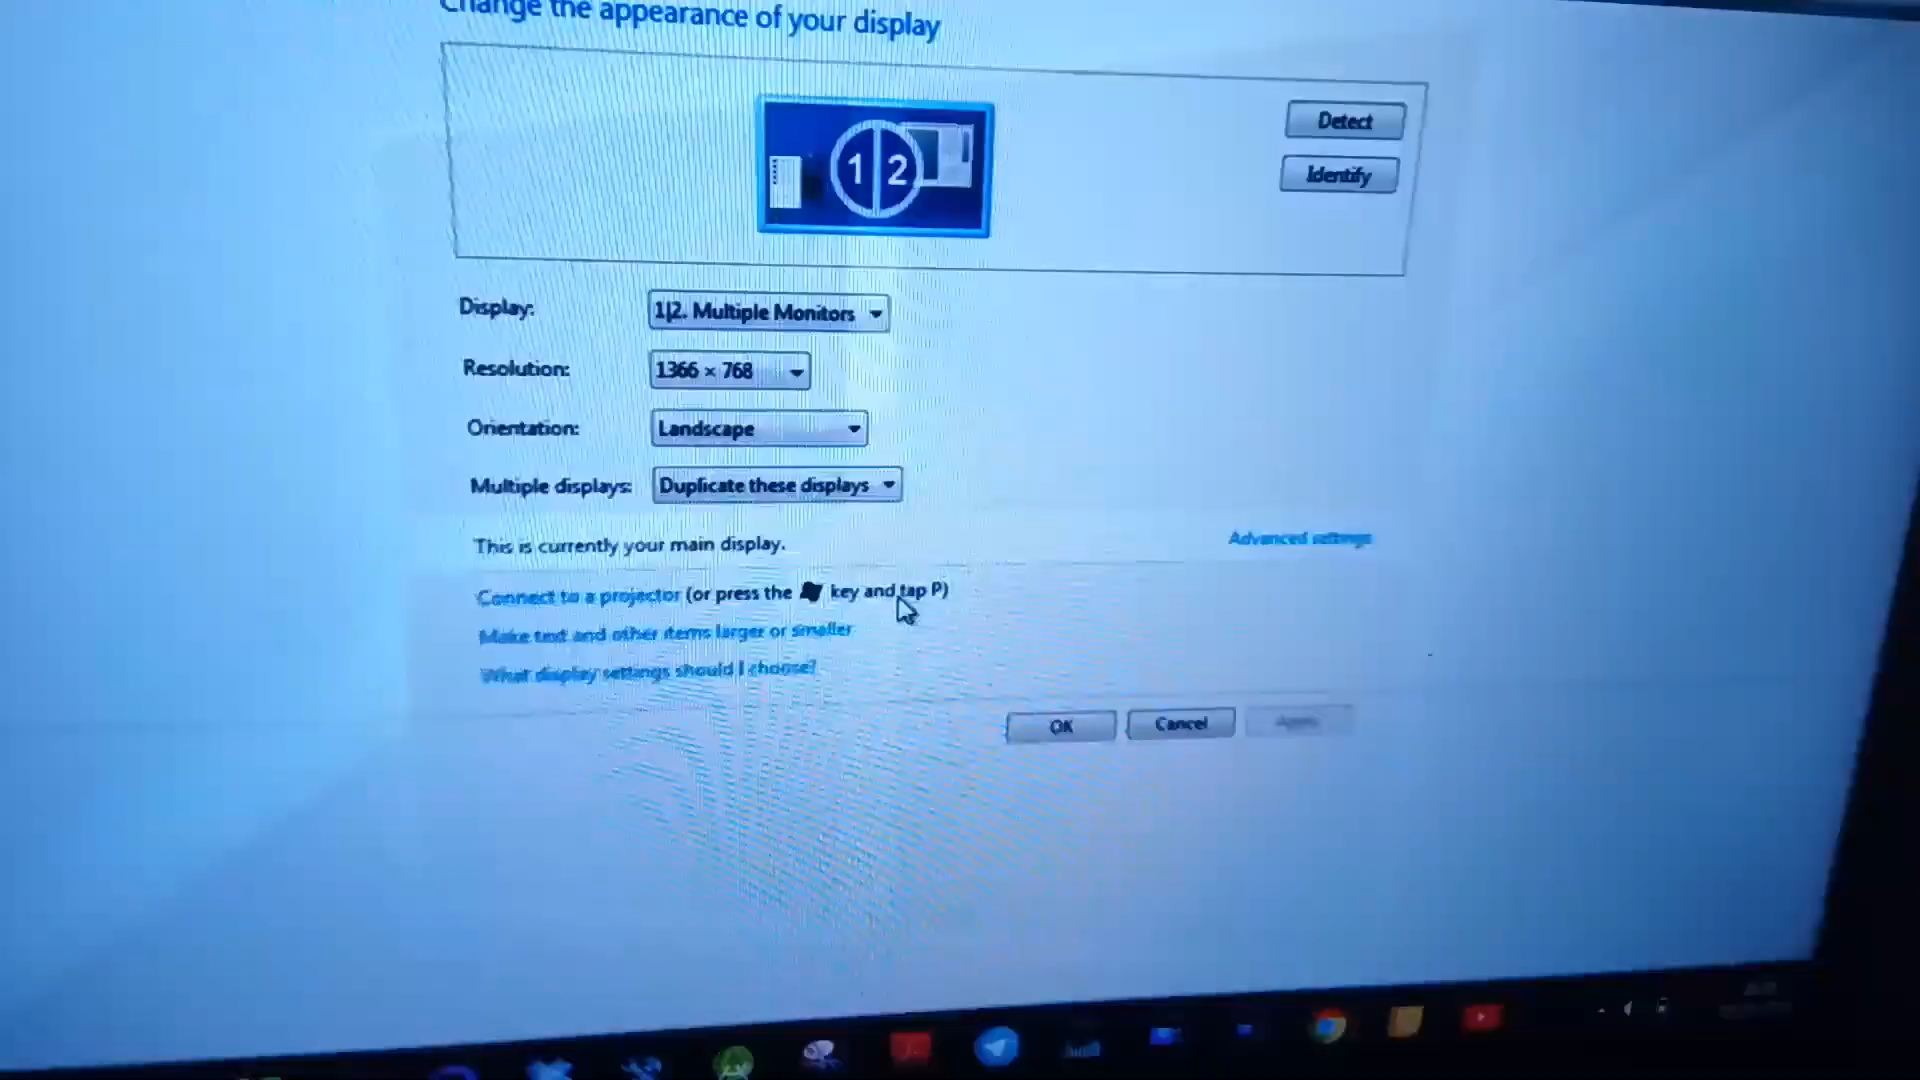 Change the appearance of your display
1 2
Detect
Identify
Display: 1|2. Multiple Monitors
Resolution: 1366 × 768
Orientation: Landscape
Multiple displays: Duplicate these displays
This is currently your main display.
Advanced settings
Connect to a projector (or press the key and tap P)
Make text and other items larger or smaller
What display settings should I choose?
OK Cancel Apply